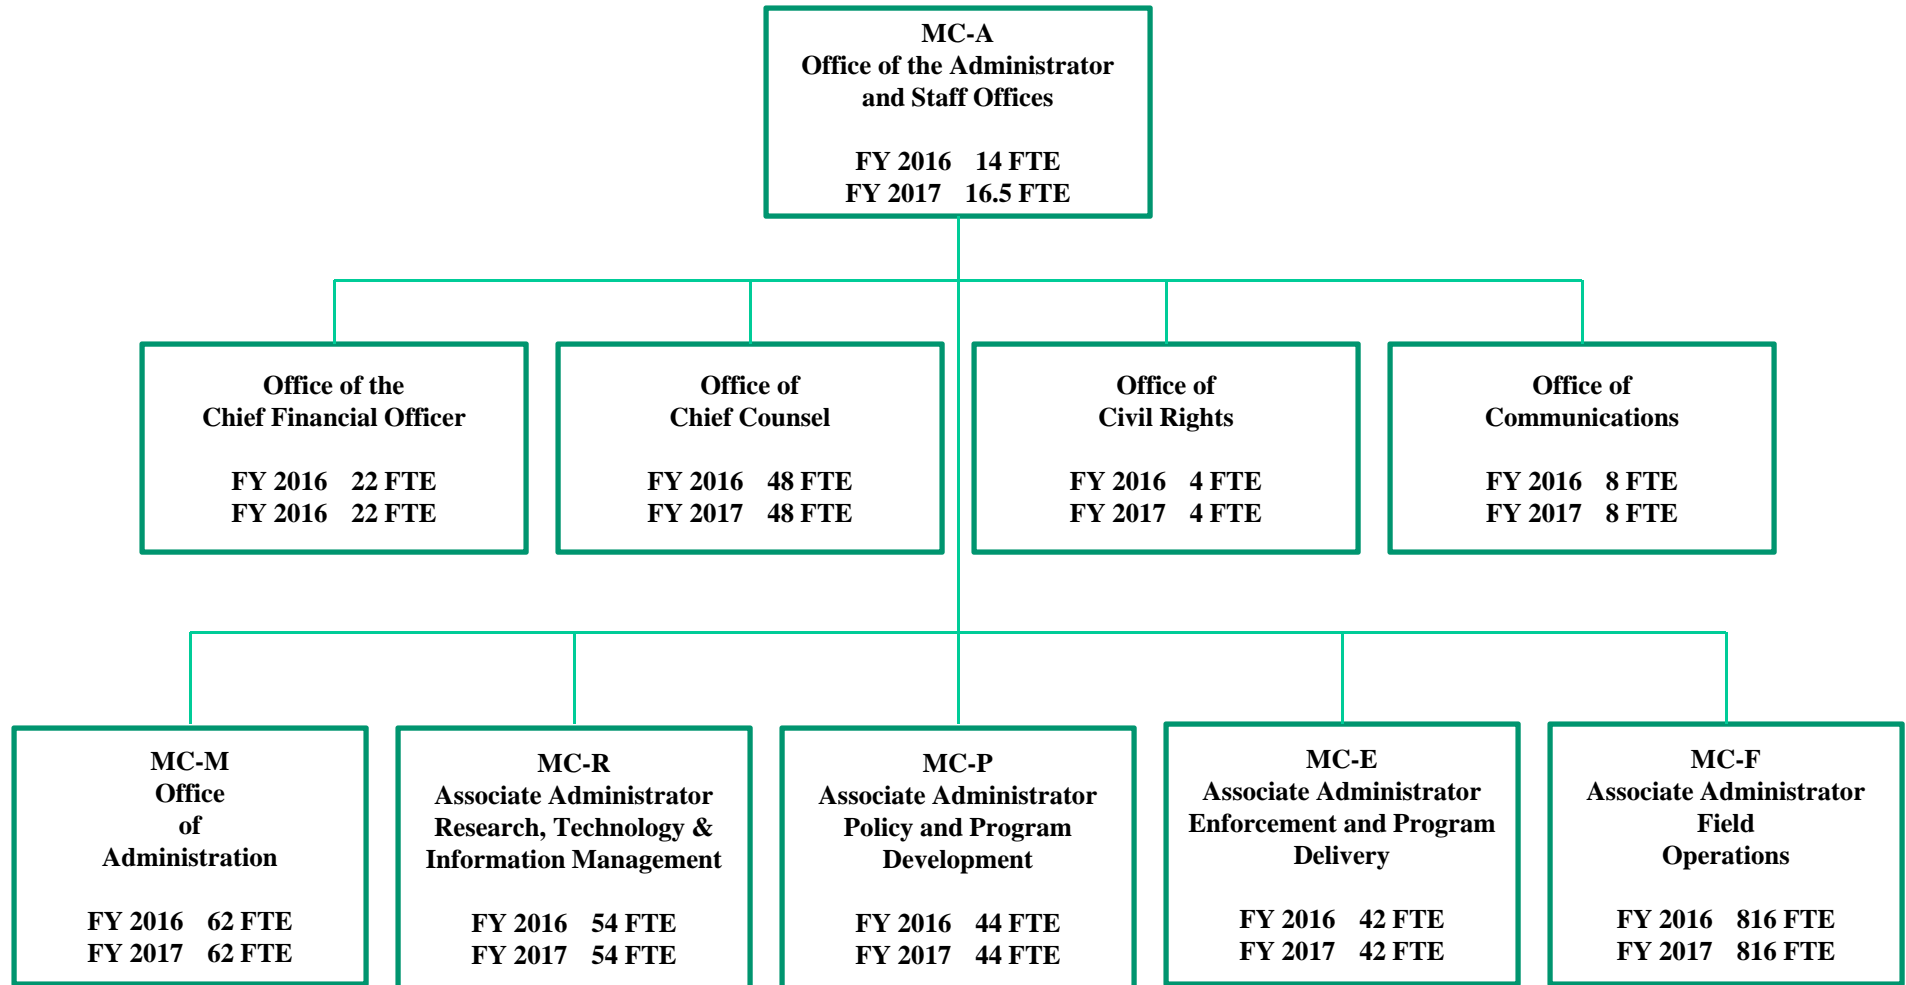 MC-A
Office of the Administrator
and Staff Offices
FY 2016 14 FTE
FY 2017 16.5 FTE
Office of the
Chief Financial Officer
FY 2016 22 FTE
FY 2016 22 FTE
Office of
Chief Counsel
FY 2016 48 FTE
FY 2017 48 FTE
Office of
Civil Rights
FY 2016 4 FTE
FY 2017 4 FTE
Office of
Communications
FY 2016 8 FTE
FY 2017 8 FTE
MC-M
Office
of
Administration
FY 2016 62 FTE
FY 2017 62 FTE
MC-R
Associate Administrator
Research, Technology &
Information Management
FY 2016 54 FTE
FY 2017 54 FTE
MC-P
Associate Administrator
Policy and Program
Development
FY 2016 44 FTE
FY 2017 44 FTE
MC-E
Associate Administrator
Enforcement and Program
Delivery
FY 2016 42 FTE
FY 2017 42 FTE
MC-F
Associate Administrator
Field
Operations
FY 2016 816 FTE
FY 2017 816 FTE